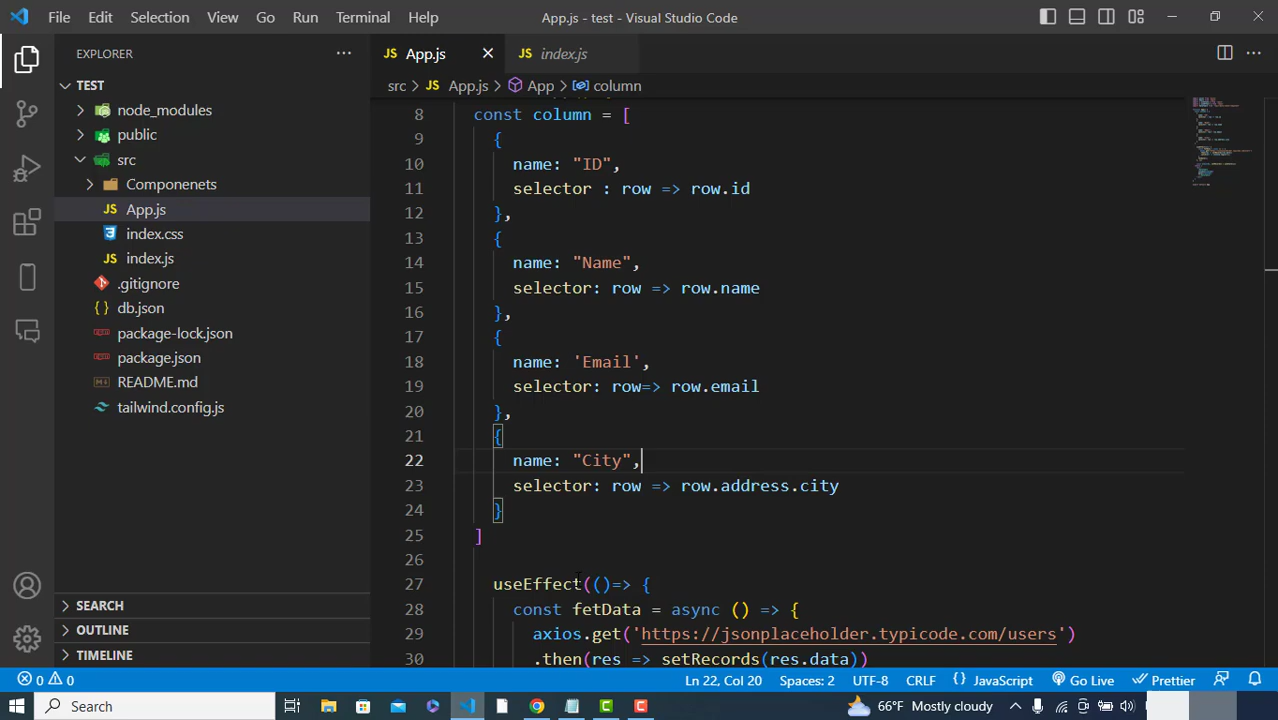 File Edit Selection View Go Run Terminal Help
App.js - test - Visual Studio Code
EXPLORER
TEST
node_modules
public
src
Componenets
JS App.js
index.css
JS index.js
.gitignore
{} db.json
package-lock.json
package.json
README.md
tailwind.config.js
SEARCH
OUTLINE
TIMELINE
JS App.js
JS index.js
src > JS App.js > App > column
8 const column = [
9 {
10 name: "ID",
11 selector : row => row.id
12 },
13 {
14 name: "Name",
15 selector: row => row.name
16 },
17 {
18 name: 'Email',
19 selector: row=> row.email
20 },
21 {
22 name: "City",
23 selector: row => row.address.city
24 }
25 ]
26
27 useEffect(()=> {
28 const fetData = async () => {
29 axios.get('https://jsonplaceholder.typicode.com/users')
30 .then(res => setRecords(res.data))
0 0
Ln 22, Col 20 Spaces: 2 UTF-8 CRLF {} JavaScript Go Live Prettier
Search
66°F Mostly cloudy